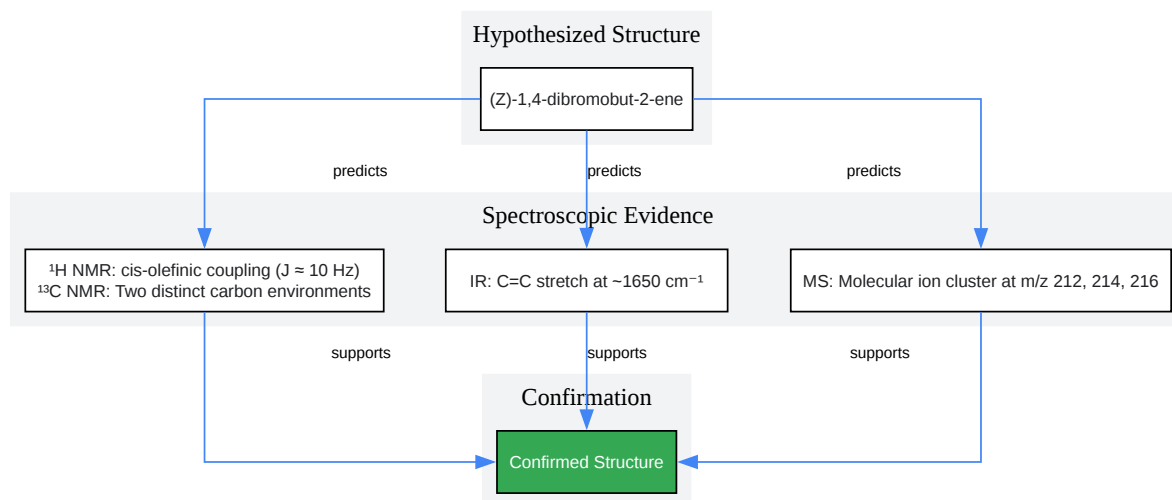 Hypothesized Structure
(Z)-1,4-dibromobut-2-ene
predicts
predicts
predicts
Spectroscopic Evidence
¹H NMR: cis-olefinic coupling (J ≈ 10 Hz)
¹³C NMR: Two distinct carbon environments
IR: C=C stretch at ~1650 cm⁻¹
MS: Molecular ion cluster at m/z 212, 214, 216
supports
supports
supports
Confirmation
Confirmed Structure